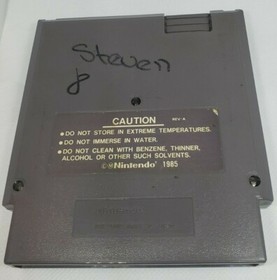 Steven
8
CAUTION REV-A
•DO NOT STORE IN EXTREME TEMPERATURES.
•DO NOT IMMERSE IN WATER.
•DO NOT CLEAN WITH BENZENE, THINNER,
ALCOHOL OR OTHER SUCH SOLVENTS.
©Nintendo® 1985